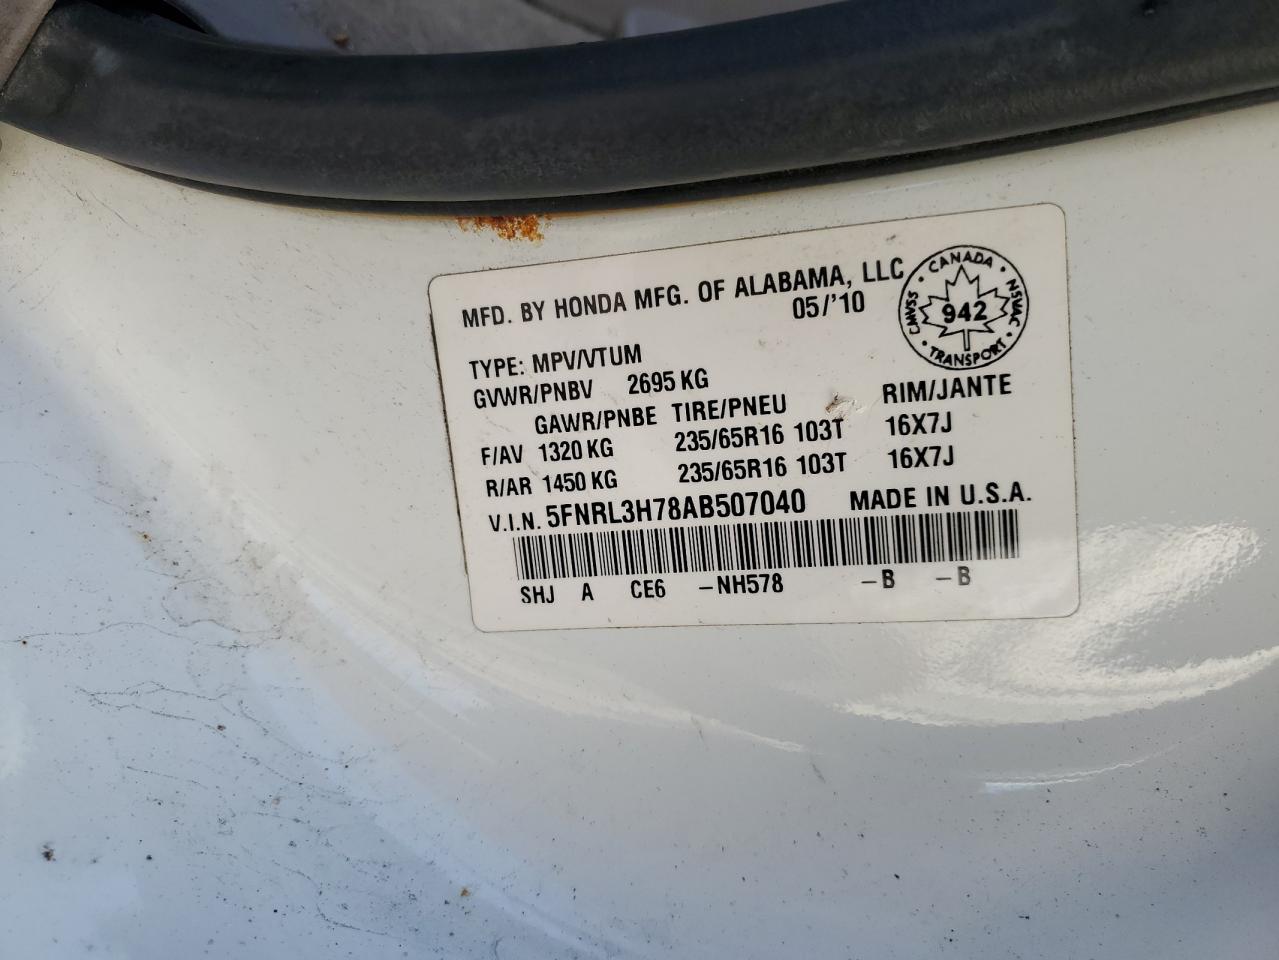 MFD. BY HONDA MFG. OF ALABAMA, LLC
05/'10
CANADA
CMVSS 942 NSVAC
TRANSPORT
TYPE: MPV/VTUM
GVWR/PNBV 2695 KG
GAWR/PNBE TIRE/PNEU RIM/JANTE
F/AV 1320 KG 235/65R16 103T 16X7J
R/AR 1450 KG 235/65R16 103T 16X7J
V.I.N. 5FNRL3H78AB507040 MADE IN U.S.A.
SHJ A CE6 -NH578 -B -B